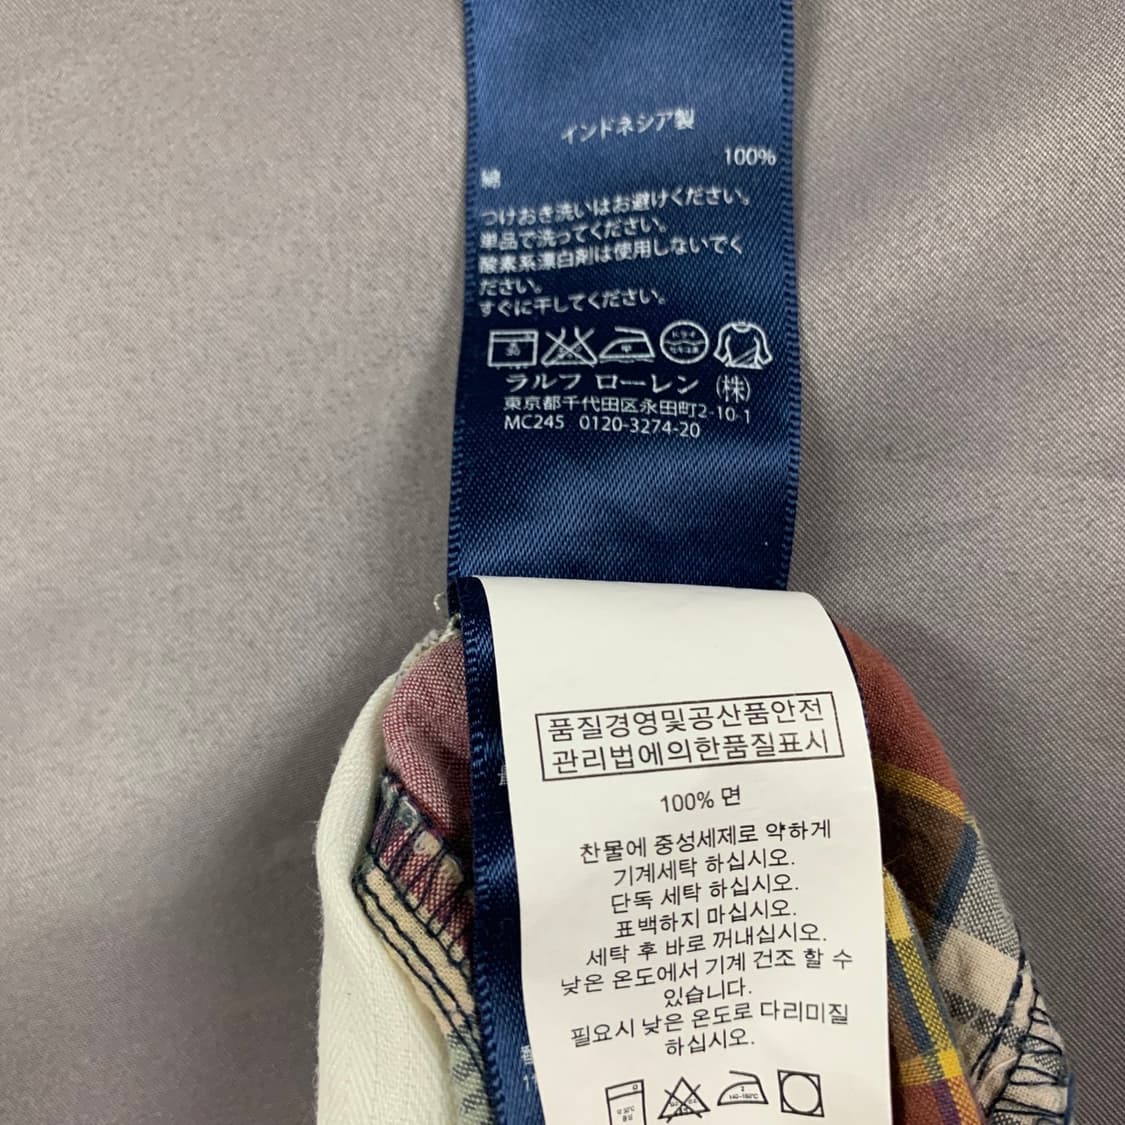 インドネシア製
綿 100%
つけおき洗いはお避けください。
単品で洗ってください。
酸素系漂白剤は使用しないでく
ださい。
すぐに干してください。
ラルフ ローレン (株)
東京都千代田区永田町2-10-1
MC245 0120-3274-20
품질경영및공산품안전
관리법에의한품질표시
100% 면
찬물에 중성세제로 약하게
기계세탁 하십시오.
단독 세탁 하십시오.
표백하지 마십시오.
세탁 후 바로 꺼내십시오.
낮은 온도에서 기계 건조 할 수
있습니다.
필요시 낮은 온도로 다리미질
하십시오.